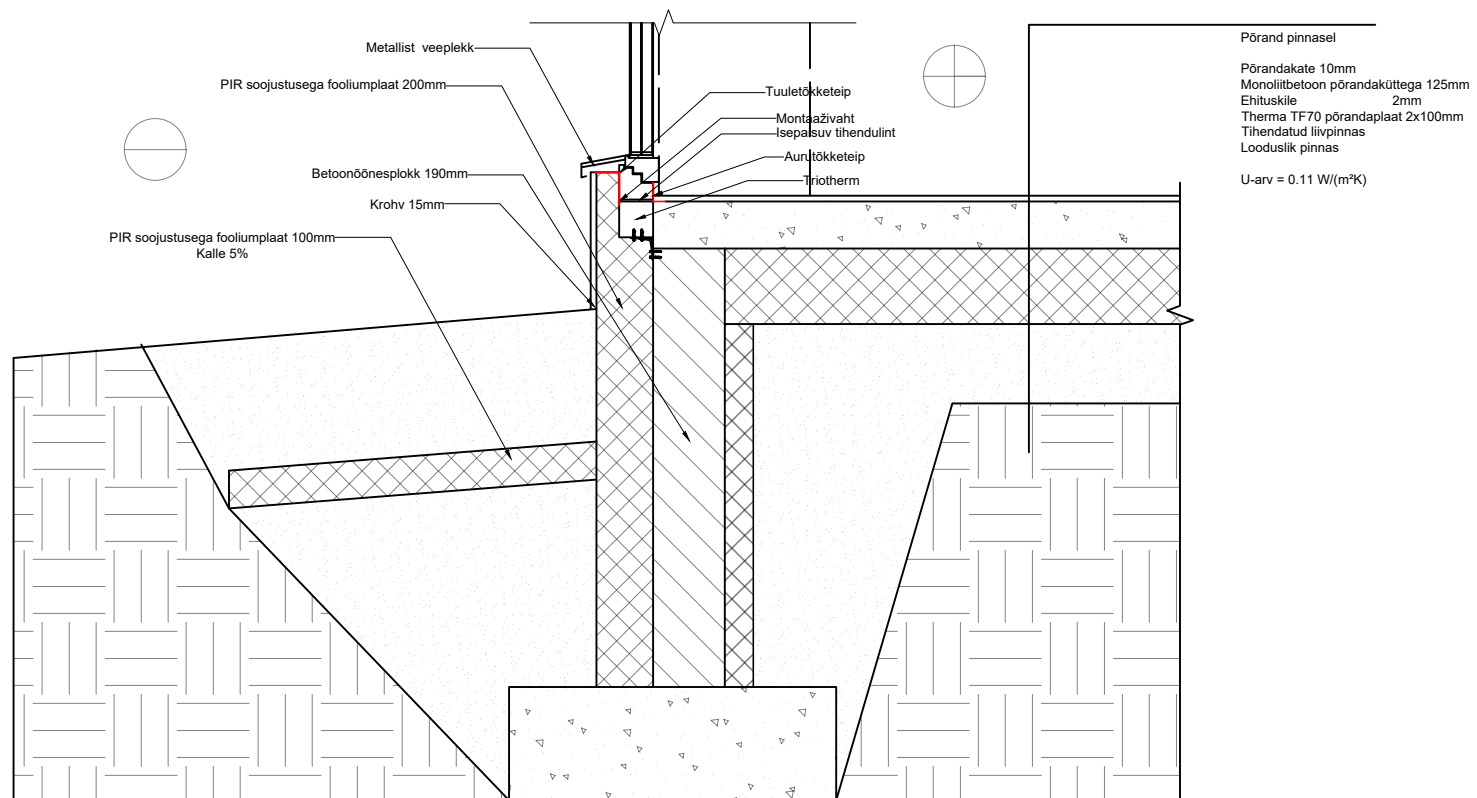 Metallist veeplekk
PIR soojustusega fooliumplaat 200mm
Betoonõõnesplokk 190mm
Krohv 15mm
PIR soojustusega fooliumplaat 100mm
Kalle 5%
Tuuletõkketeip
Montaaživaht
Isepaisuv tihendulint
Aurutõkketeip
Triotherm
Põrand pinnasel
Põrandakate 10mm
Monoliitbetoon põrandaküttega 125mm
Ehituskile 2mm
Therma TF70 põrandaplaat 2x100mm
Tihendatud liivpinnas
Looduslik pinnas
U-arv = 0.11 W/(m²K)